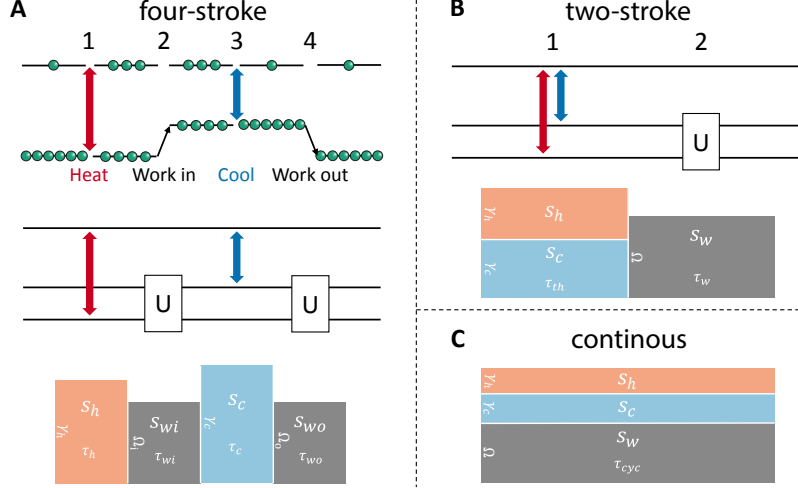 A
four-stroke
1 2 3 4
Heat Work in Cool Work out
U U
S_h
γ_h
τ_h
S_wi
Ω_i
τ_wi
S_c
γ_c
τ_c
S_wo
Ω_o
τ_wo
B
two-stroke
1 2
U
S_h
γ_h
S_c
γ_c
τ_th
S_w
Ω
τ_w
C
continous
S_h
γ_h
S_c
γ_c
S_w
Ω
τ_cyc